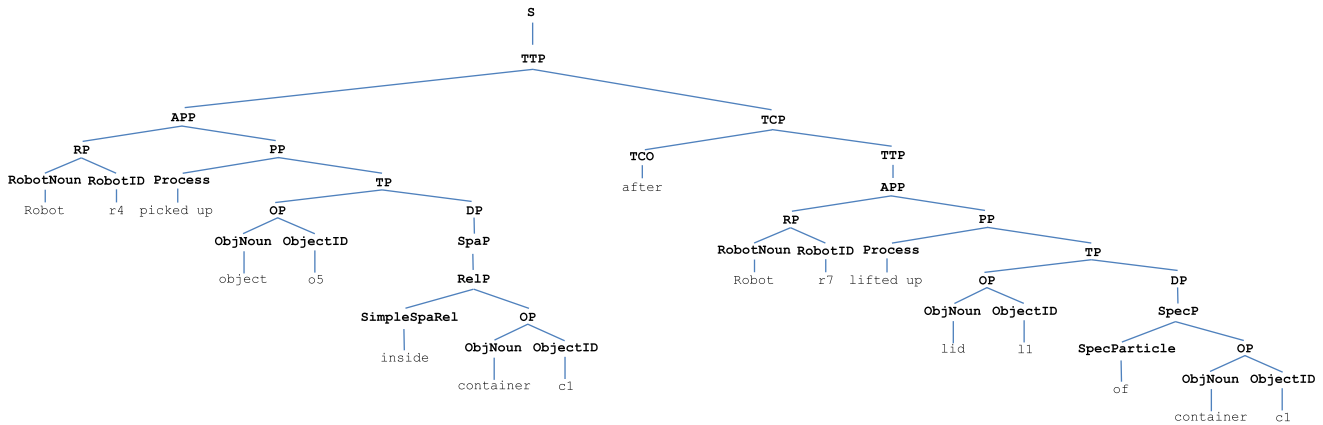 S
TTP
APP
TCP
RP PP
TCO TTP
RobotNoun RobotID Process
TP
after
APP
Robot r4 picked up
OP DP
RP PP
ObjNoun ObjectID SpaP
RobotNoun RobotID Process
TP
object o5
RelP
Robot r7 lifted up
OP DP
SimpleSpaRel OP
ObjNoun ObjectID SpecP
inside
ObjNoun ObjectID
lid l1
SpecParticle OP
container c1
of
ObjNoun ObjectID
container c1